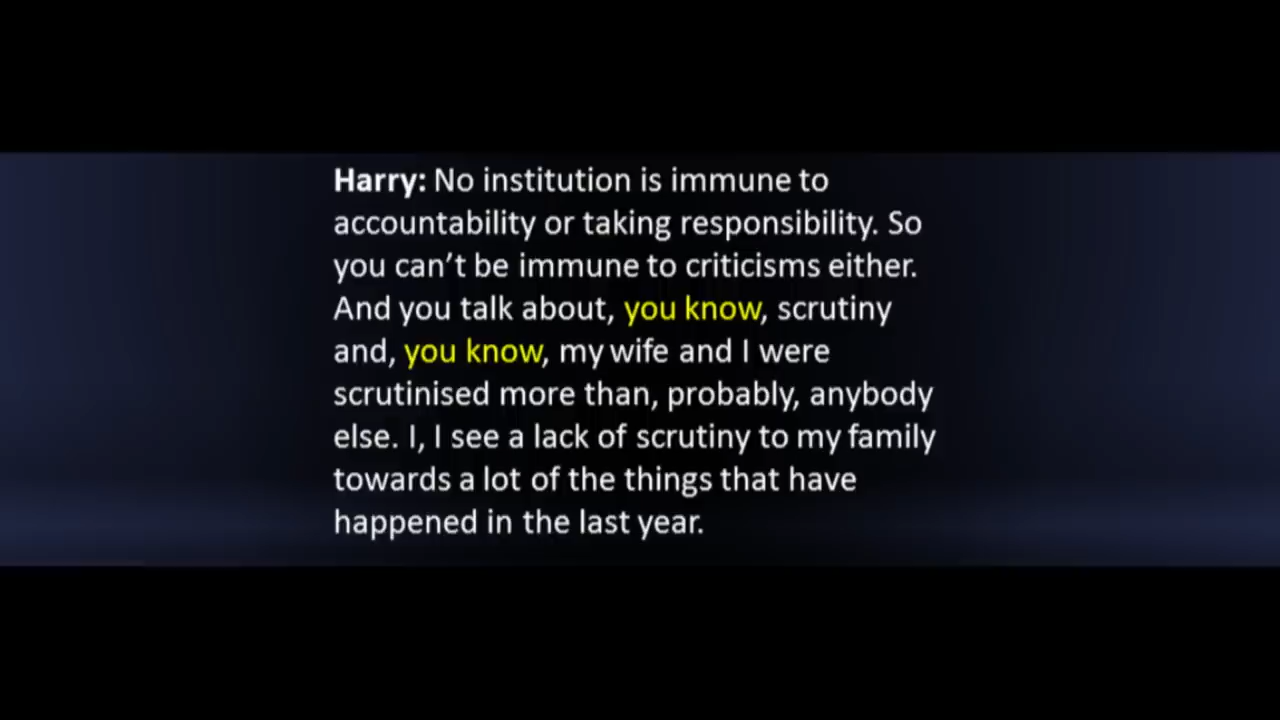 Harry: No institution is immune to
accountability or taking responsibility. So
you can’t be immune to criticisms either.
And you talk about, you know, scrutiny
and, you know, my wife and I were
scrutinised more than, probably, anybody
else. I, I see a lack of scrutiny to my family
towards a lot of the things that have
happened in the last year.